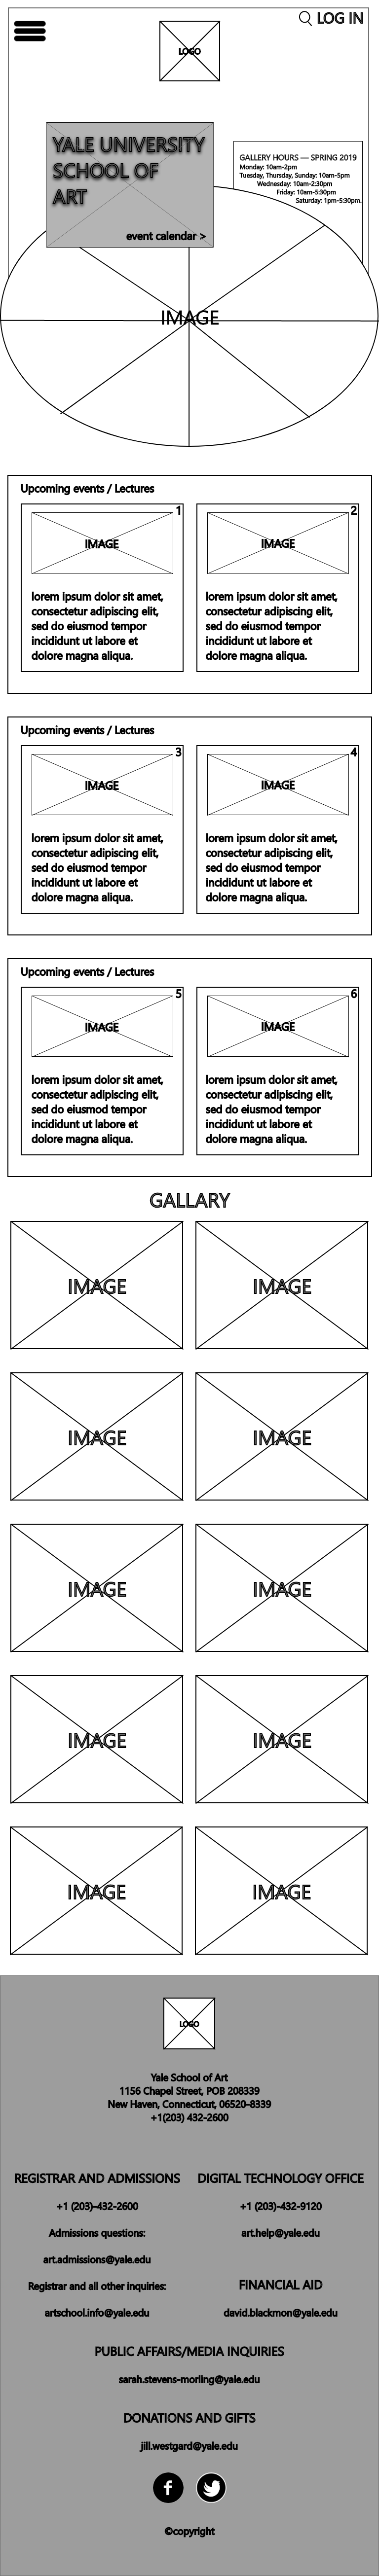 LOG IN
LOGO
YALE UNIVERSITY
SCHOOL OF
ART
event calendar >
GALLERY HOURS — SPRING 2019
Monday: 10am-2pm
Tuesday, Thursday, Sunday: 10am-5pm
Wednesday: 10am-2:30pm
Friday: 10am-5:30pm
Saturday: 1pm-5:30pm.
IMAGE
Upcoming events / Lectures
1
IMAGE
lorem ipsum dolor sit amet,
consectetur adipiscing elit,
sed do eiusmod tempor
incididunt ut labore et
dolore magna aliqua.
2
IMAGE
lorem ipsum dolor sit amet,
consectetur adipiscing elit,
sed do eiusmod tempor
incididunt ut labore et
dolore magna aliqua.
Upcoming events / Lectures
3
IMAGE
lorem ipsum dolor sit amet,
consectetur adipiscing elit,
sed do eiusmod tempor
incididunt ut labore et
dolore magna aliqua.
4
IMAGE
lorem ipsum dolor sit amet,
consectetur adipiscing elit,
sed do eiusmod tempor
incididunt ut labore et
dolore magna aliqua.
Upcoming events / Lectures
5
IMAGE
lorem ipsum dolor sit amet,
consectetur adipiscing elit,
sed do eiusmod tempor
incididunt ut labore et
dolore magna aliqua.
6
IMAGE
lorem ipsum dolor sit amet,
consectetur adipiscing elit,
sed do eiusmod tempor
incididunt ut labore et
dolore magna aliqua.
GALLARY
IMAGE
IMAGE
IMAGE
IMAGE
IMAGE
IMAGE
IMAGE
IMAGE
IMAGE
IMAGE
LOGO
Yale School of Art
1156 Chapel Street, POB 208339
New Haven, Connecticut, 06520-8339
+1(203) 432-2600
REGISTRAR AND ADMISSIONS
+1 (203)-432-2600
Admissions questions:
art.admissions@yale.edu
Registrar and all other inquiries:
artschool.info@yale.edu
DIGITAL TECHNOLOGY OFFICE
+1 (203)-432-9120
art.help@yale.edu
FINANCIAL AID
david.blackmon@yale.edu
PUBLIC AFFAIRS/MEDIA INQUIRIES
sarah.stevens-morling@yale.edu
DONATIONS AND GIFTS
jill.westgard@yale.edu
©copyright